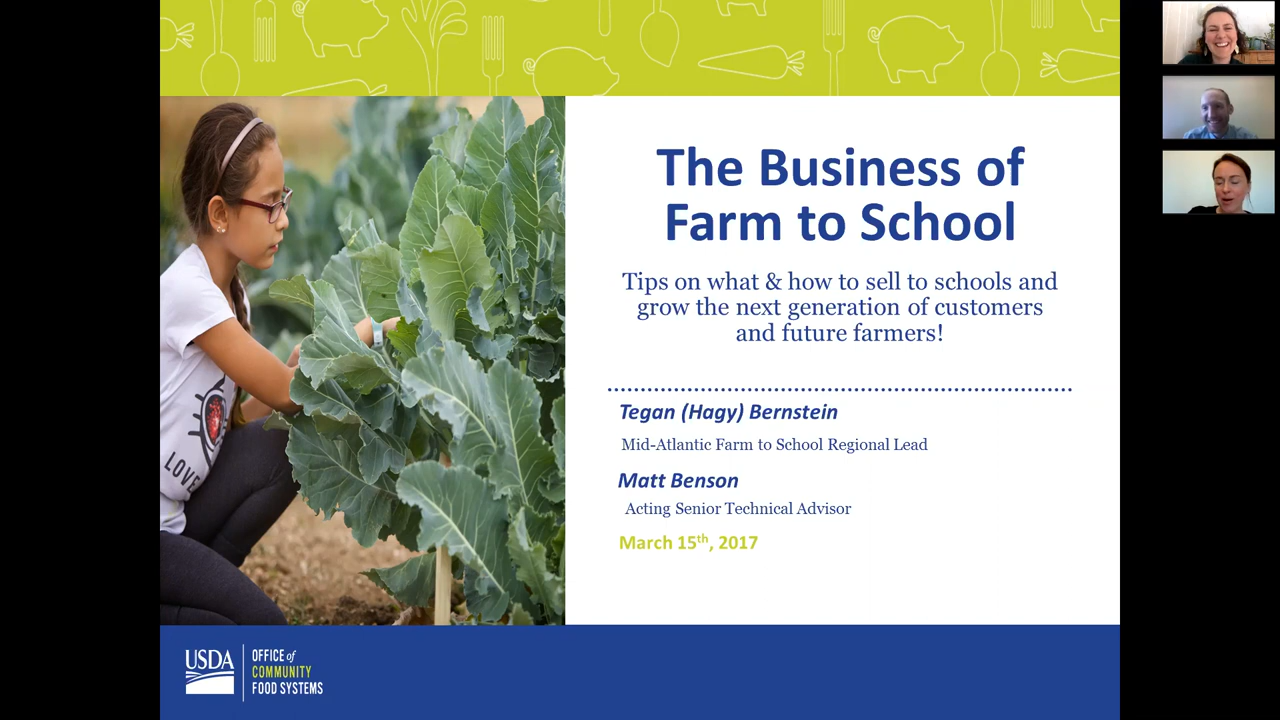 The Business of
Farm to School
Tips on what & how to sell to schools and
grow the next generation of customers
and future farmers!
Tegan (Hagy) Bernstein
Mid-Atlantic Farm to School Regional Lead
Matt Benson
Acting Senior Technical Advisor
March 15th, 2017
LOVE
USDA
OFFICE of
COMMUNITY
FOOD SYSTEMS